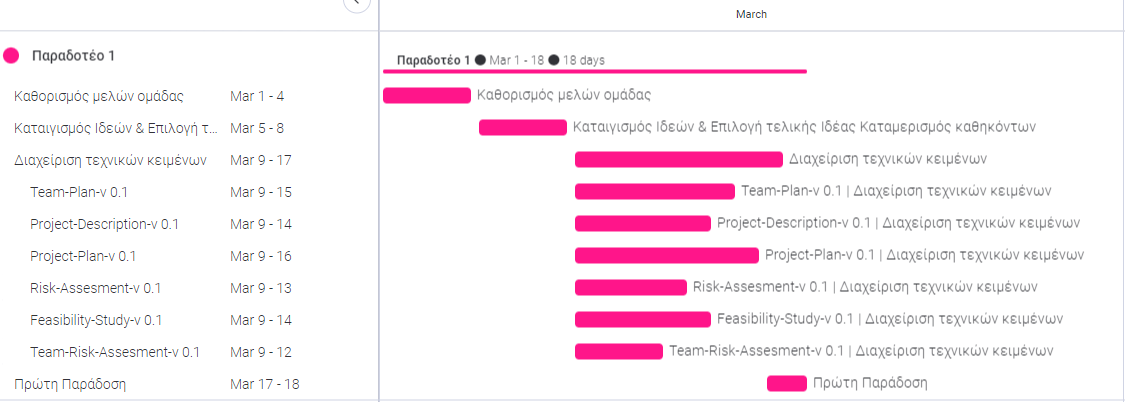 March
Παραδοτέο 1
Παραδοτέο 1 ● Mar 1 - 18 ● 18 days
Καθορισμός μελών ομάδας Mar 1 - 4 Καθορισμός μελών ομάδας
Καταιγισμός Ιδεών & Επιλογή τ... Mar 5 - 8 Καταιγισμός Ιδεών & Επιλογή τελικής Ιδέας Καταμερισμός καθηκόντων
Διαχείριση τεχνικών κειμένων Mar 9 - 17 Διαχείριση τεχνικών κειμένων
Team-Plan-v 0.1 Mar 9 - 15 Team-Plan-v 0.1 | Διαχείριση τεχνικών κειμένων
Project-Description-v 0.1 Mar 9 - 14 Project-Description-v 0.1 | Διαχείριση τεχνικών κειμένων
Project-Plan-v 0.1 Mar 9 - 16 Project-Plan-v 0.1 | Διαχείριση τεχνικών κειμένων
Risk-Assesment-v 0.1 Mar 9 - 13 Risk-Assesment-v 0.1 | Διαχείριση τεχνικών κειμένων
Feasibility-Study-v 0.1 Mar 9 - 14 Feasibility-Study-v 0.1 | Διαχείριση τεχνικών κειμένων
Team-Risk-Assesment-v 0.1 Mar 9 - 12 Team-Risk-Assesment-v 0.1 | Διαχείριση τεχνικών κειμένων
Πρώτη Παράδοση Mar 17 - 18 Πρώτη Παράδοση